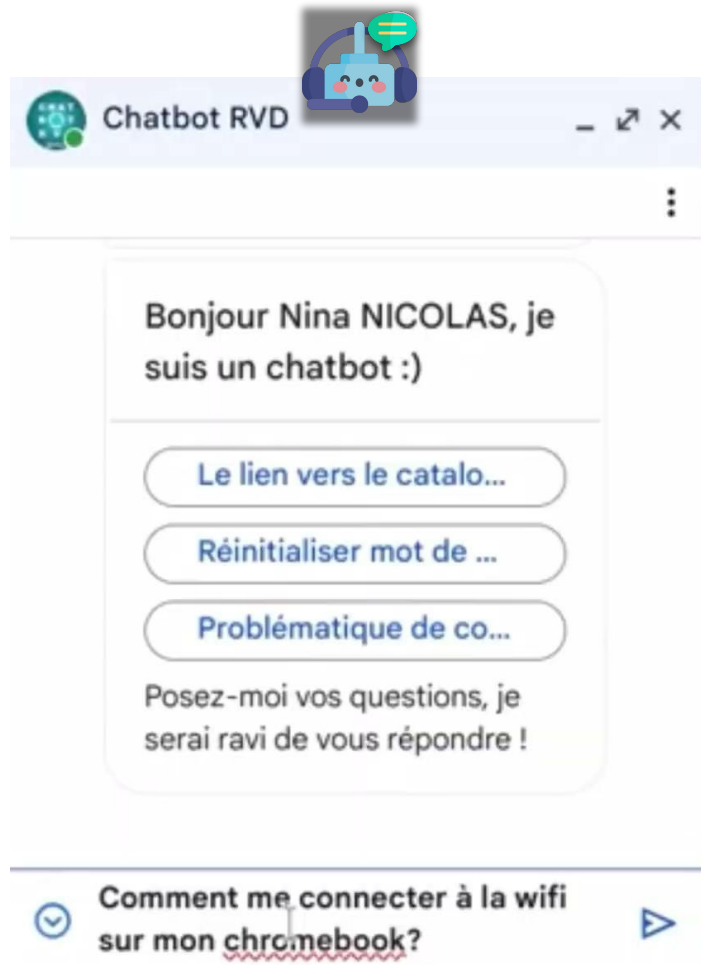 Chatbot RVD
Bonjour Nina NICOLAS, je
suis un chatbot :)
Le lien vers le catalo...
Réinitialiser mot de ...
Problématique de co...
Posez-moi vos questions, je
serai ravi de vous répondre !
Comment me connecter à la wifi
sur mon chromebook?